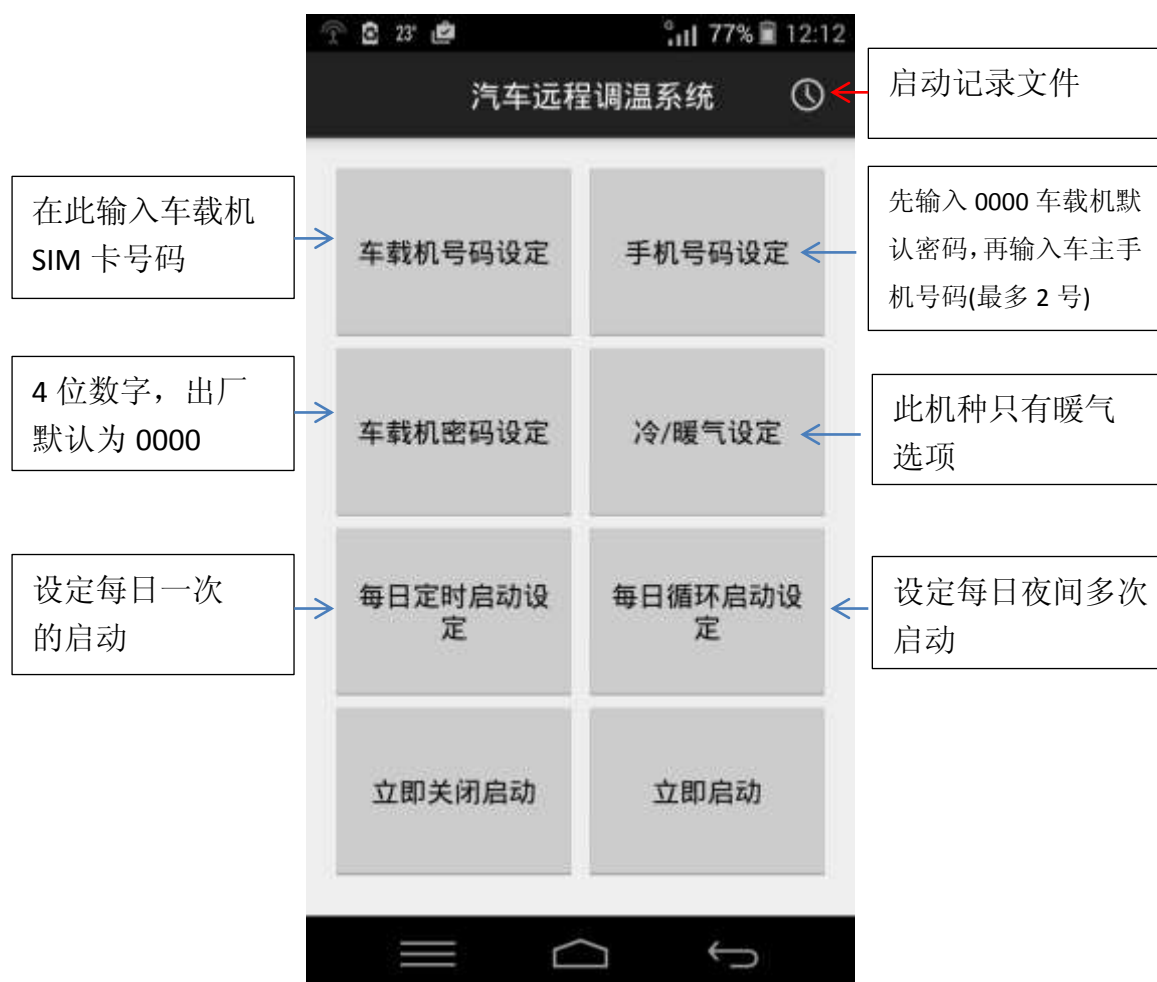 23°
G
77%
12:12
汽车远程调温系统
启动记录文件
在此输入车载机
SIM 卡号码
车载机号码设定
手机号码设定
先输入 0000 车载机默
认密码，再输入车主手
机号码(最多 2 号)
4 位数字，出厂
默认为 0000
车载机密码设定
冷/暖气设定
此机种只有暖气
选项
设定每日一次
的启动
每日定时启动设
定
每日循环启动设
定
设定每日夜间多次
启动
立即关闭启动
立即启动